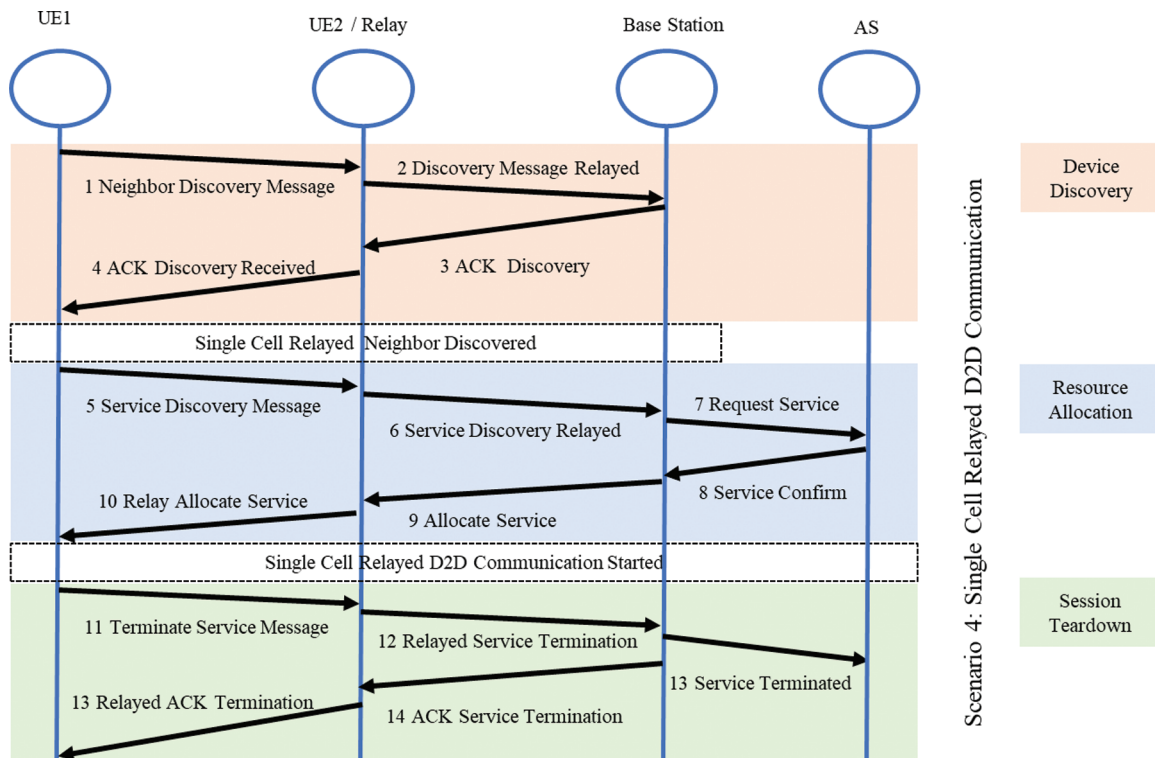 UE1
UE2 / Relay
Base Station
AS
1 Neighbor Discovery Message
2 Discovery Message Relayed
3 ACK Discovery
4 ACK Discovery Received
Single Cell Relayed Neighbor Discovered
5 Service Discovery Message
6 Service Discovery Relayed
7 Request Service
8 Service Confirm
9 Allocate Service
10 Relay Allocate Service
Single Cell Relayed D2D Communication Started
11 Terminate Service Message
12 Relayed Service Termination
13 Service Terminated
14 ACK Service Termination
13 Relayed ACK Termination
Scenario 4: Single Cell Relayed D2D Communication
Device
Discovery
Resource
Allocation
Session
Teardown